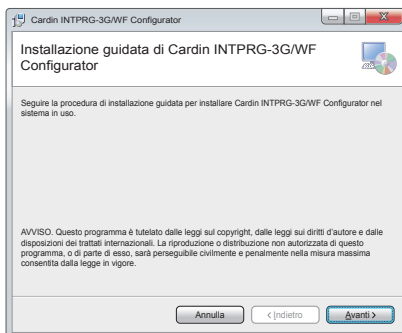 Cardin INTPRG-3G/WF Configurator
Installazione guidata di Cardin INTPRG-3G/WF
Configurator
Seguire la procedura di installazione guidata per installare Cardin INTPRG-3G/WF Configurator nel
sistema in uso.
AVVISO. Questo programma è tutelato dalle leggi sul copyright, dalle leggi sui diritti d'autore e dalle
disposizioni dei trattati internazionali. La riproduzione o distribuzione non autorizzata di questo
programma, o di parte di esso, sarà perseguibile civilmente e penalmente nella misura massima
consentita dalla legge in vigore.
Annulla < Indietro Avanti >